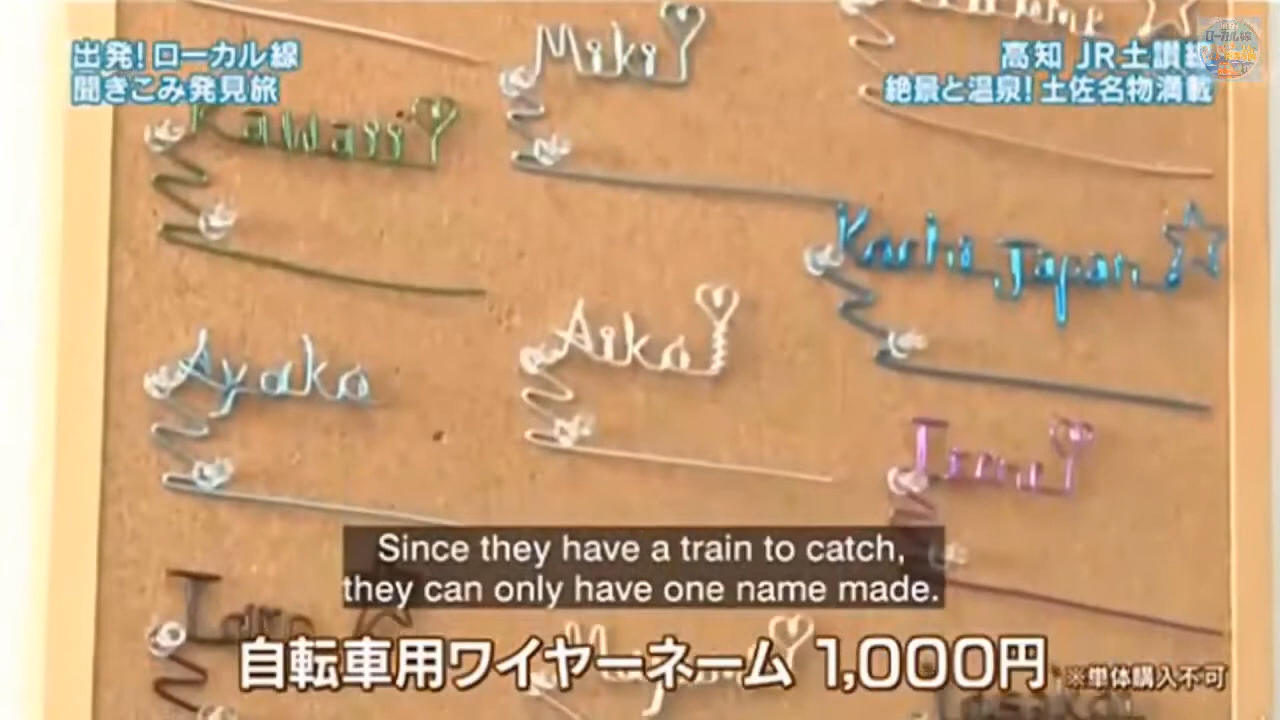 出発!ローカル線
聞きこみ発見旅
高知 JR土讃線
絶景と温泉!土佐名物満載
Miki
Kawaii
Kochi Japan
Aiko
Ayako
Since they have a train to catch,
they can only have one name made.
自転車用ワイヤーネーム 1,000円 ※単体購入不可